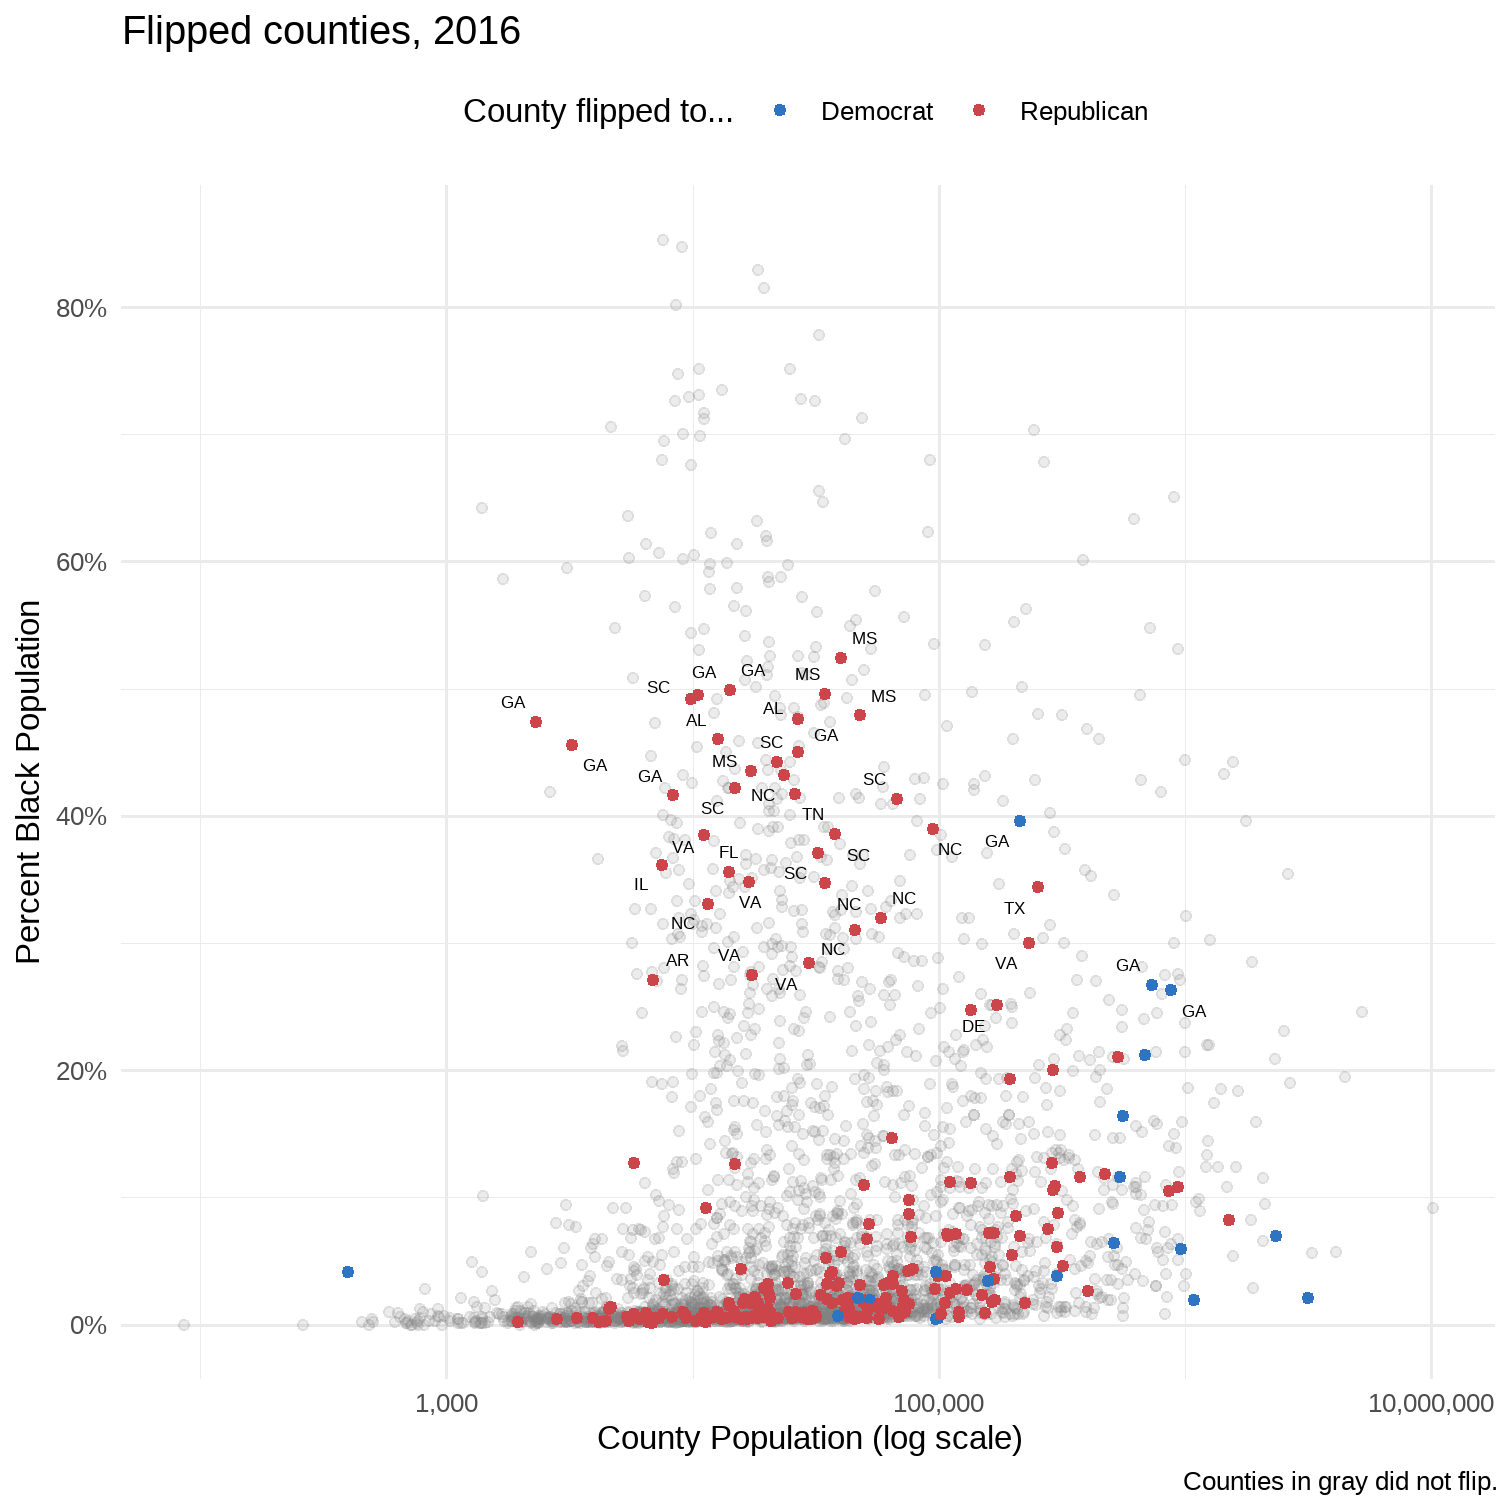 Flipped counties, 2016
County flipped to... Democrat Republican
Percent Black Population
80%
60%
40%
20%
0%
MS
GA GA MS
SC
GA MS
AL AL
SC GA
GA MS
GA SC
SC NC
TN
VA FL SC NC GA
IL SC
VA NC NC
NC TX
VA NC
AR VA GA
VA
GA
DE
1,000 100,000 10,000,000
County Population (log scale)
Counties in gray did not flip.